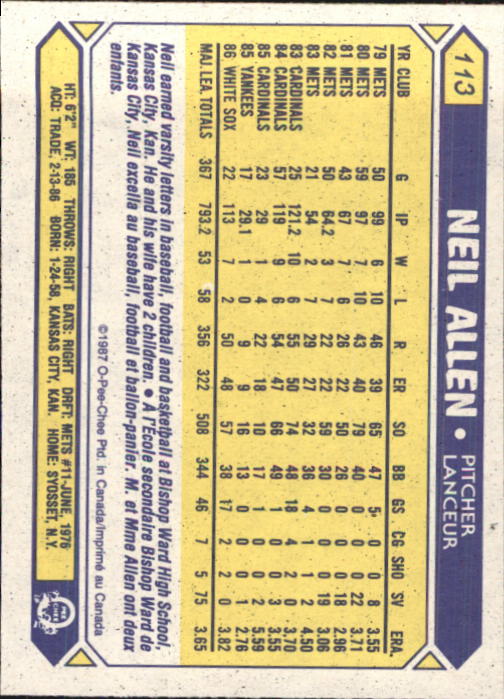 113
NEIL ALLEN • PITCHER
LANCEUR
YR CLUB G IP W L R ER SO BB GS CG SHO SV ERA.
79 METS 50 99 6 10 46 39 65 47 5 0 0 8 3.55
80 METS 59 97 7 10 43 40 79 40 0 0 0 22 3.71
81 METS 43 67 7 6 26 22 50 26 0 0 0 18 2.96
82 METS 50 64.2 3 7 22 22 59 30 0 0 0 19 3.06
83 METS 21 54 2 7 29 27 32 36 4 1 1 2 4.50
83 CARDINALS 25 121.2 10 6 55 50 74 48 18 4 2 0 3.70
84 CARDINALS 57 119 9 6 54 47 66 49 1 0 0 3 3.55
85 CARDINALS 23 29 1 4 22 18 10 17 1 0 0 2 5.59
85 YANKEES 17 29.1 1 0 9 9 16 13 0 0 0 1 2.76
86 WHITE SOX 22 113 7 2 50 48 57 38 17 2 2 0 3.82
MAJ.LEA. TOTALS 367 793.2 53 58 356 322 508 344 46 7 5 75 3.65
Neil earned varsity letters in baseball, football and basketball at Bishop Ward High School,
Kansas City, Kan. He and his wife have 2 children. • A l'École secondaire Bishop Ward de
Kansas City, Neil excella au baseball, football et ballon-panier. M. et Mme Allen ont deux
enfants.
©1987 O-Pee-Chee Ptd. in Canada/Imprimé au Canada
HT: 6'2" WT: 185 THROWS: RIGHT BATS: RIGHT DRFT: METS #11-JUNE, 1976
ACQ: TRADE, 2-13-86 BORN: 1-24-58, KANSAS CITY, KAN. HOME: SYOSSET, N.Y.
O
PEE
CHEE